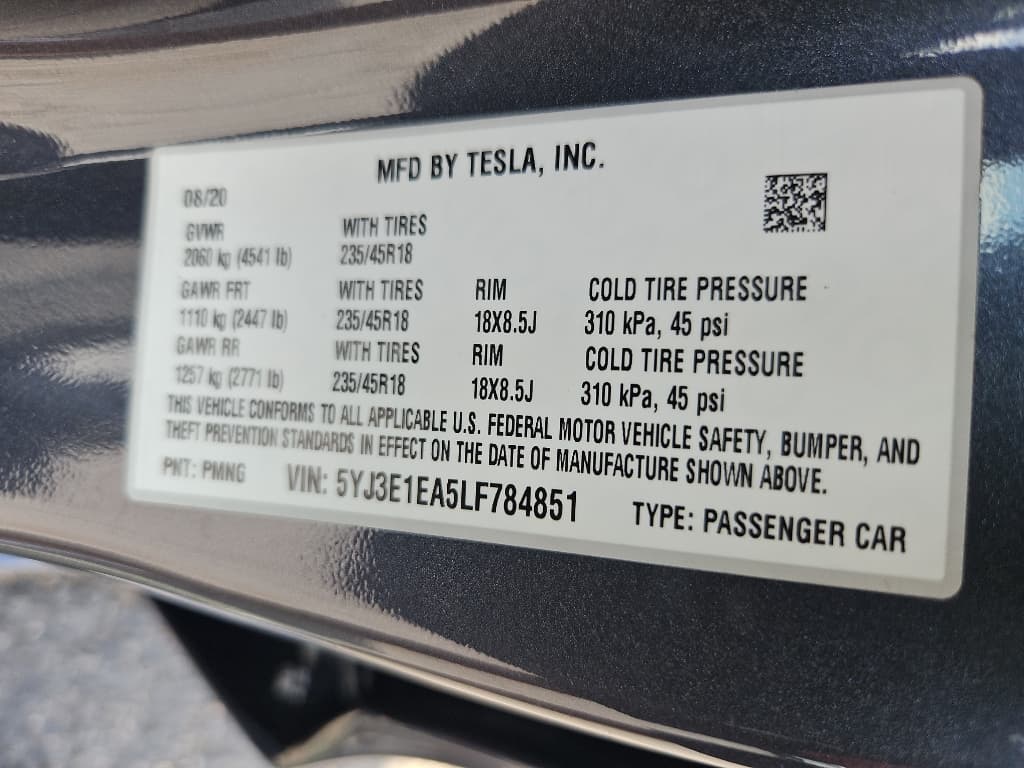 MFD BY TESLA, INC.
08/20
GVWR WITH TIRES
2060 kg (4541 lb) 235/45R18
GAWR FRT WITH TIRES RIM COLD TIRE PRESSURE
1110 kg (2447 lb) 235/45R18 18X8.5J 310 kPa, 45 psi
GAWR RR WITH TIRES RIM COLD TIRE PRESSURE
1257 kg (2771 lb) 235/45R18 18X8.5J 310 kPa, 45 psi
THIS VEHICLE CONFORMS TO ALL APPLICABLE U.S. FEDERAL MOTOR VEHICLE SAFETY, BUMPER, AND
THEFT PREVENTION STANDARDS IN EFFECT ON THE DATE OF MANUFACTURE SHOWN ABOVE.
PNT: PMNG VIN: 5YJ3E1EA5LF784851 TYPE: PASSENGER CAR